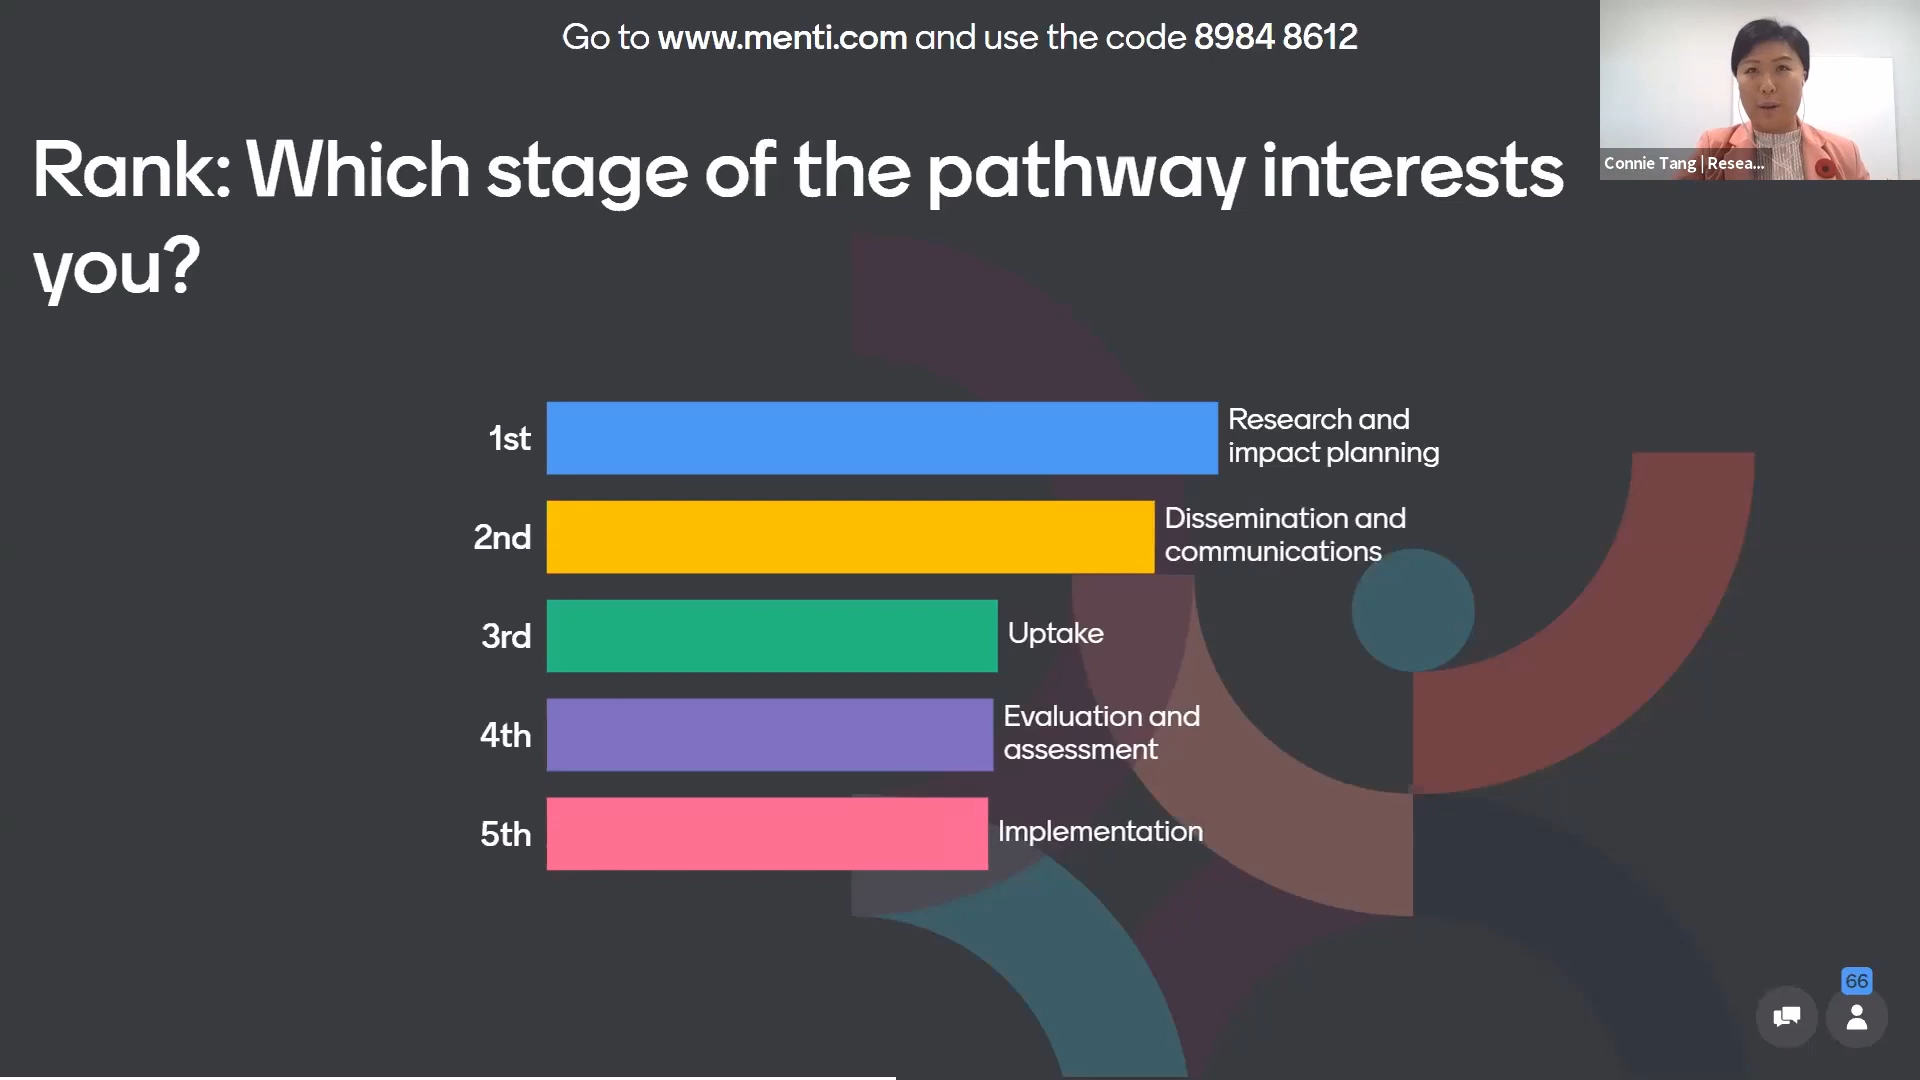 Go to www.menti.com and use the code 8984 8612
Connie Tang | Resea...
Rank: Which stage of the pathway interests
you?
1st
Research and
impact planning
2nd
Dissemination and
communications
3rd
Uptake
4th
Evaluation and
assessment
5th
Implementation
66